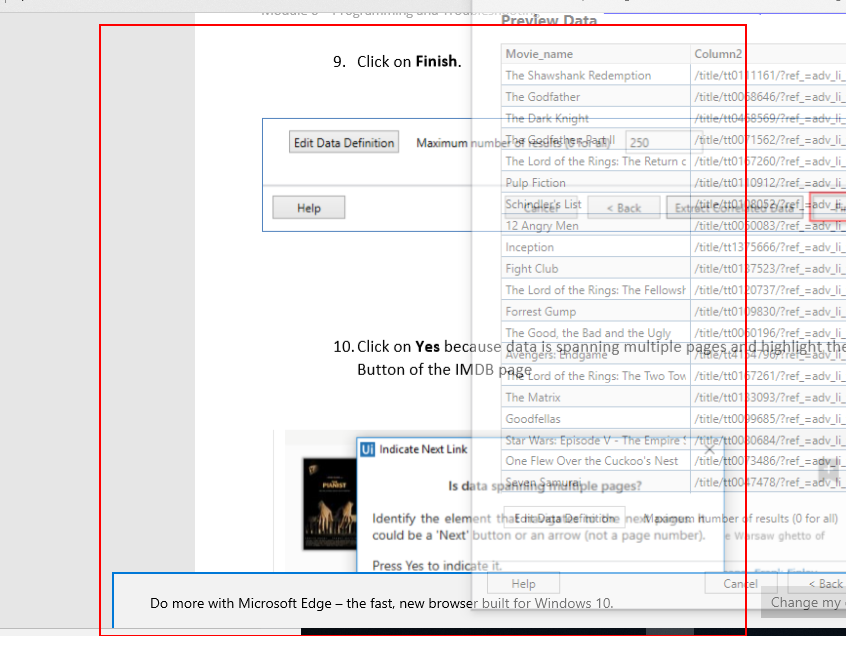 Preview Data
9. Click on Finish.
Movie_name Column2
The Shawshank Redemption /title/tt0111161/?ref_=adv_li_
The Godfather /title/tt0068646/?ref_=adv_li_
The Dark Knight /title/tt0468569/?ref_=adv_li_
Edit Data Definition Maximum number of results (0 for all) 250
The Godfather: Part II /title/tt0071562/?ref_=adv_li_
The Lord of the Rings: The Return o /title/tt0167260/?ref_=adv_li_
Pulp Fiction /title/tt0110912/?ref_=adv_li_
Help Cancel < Back Extract Correlated Data
Schindler's List /title/tt0108052/?ref_=adv_li_
12 Angry Men /title/tt0050083/?ref_=adv_li_
Inception /title/tt1375666/?ref_=adv_li_
Fight Club /title/tt0137523/?ref_=adv_li_
The Lord of the Rings: The Fellowsh /title/tt0120737/?ref_=adv_li_
Forrest Gump /title/tt0109830/?ref_=adv_li_
The Good, the Bad and the Ugly /title/tt0060196/?ref_=adv_li_
10. Click on Yes because data is spanning multiple pages and highlight the
Avengers: Endgame /title/tt4154796/?ref_=adv_li_
Button of the IMDB page
The Lord of the Rings: The Two Tow /title/tt0167261/?ref_=adv_li_
The Matrix /title/tt0133093/?ref_=adv_li_
Goodfellas /title/tt0099685/?ref_=adv_li_
Star Wars: Episode V - The Empire S /title/tt0080684/?ref_=adv_li_
Ui Indicate Next Link
One Flew Over the Cuckoo's Nest /title/tt0073486/?ref_=adv_li_
Seven Samurai /title/tt0047478/?ref_=adv_li_
PIANIST
Is data spanning multiple pages?
Identify the element that navigates to the next page. It
Edit Data Definition Maximum number of results (0 for all)
could be a 'Next' button or an arrow (not a page number).
e Warsaw ghetto of
Press Yes to indicate it.
Help Cancel < Back
Do more with Microsoft Edge – the fast, new browser built for Windows 10.
Change my